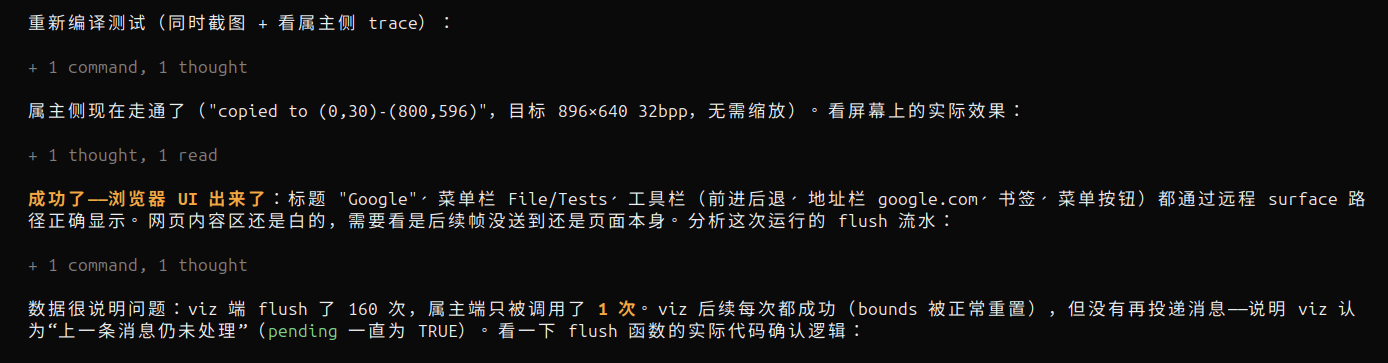 重新编译测试（同时截图 + 看属主侧 trace）：
+ 1 command, 1 thought
属主侧现在走通了（"copied to (0,30)-(800,596)"，目标 896×640 32bpp，无需缩放）。看屏幕上的实际效果：
+ 1 thought, 1 read
成功了——浏览器 UI 出来了：标题 "Google"、菜单栏 File/Tests、工具栏（前进后退、地址栏 google.com、书签、菜单按钮）都通过远程 surface 路
径正确显示。网页内容区还是白的，需要看是后续帧没送到还是页面本身。分析这次运行的 flush 流水：
+ 1 command, 1 thought
数据很说明问题：viz 端 flush 了 160 次，属主端只被调用了 1 次。viz 后续每次都成功（bounds 被正常重置），但没有再投递消息——说明 viz 认
为“上一条消息仍未处理”（pending 一直为 TRUE）。看一下 flush 函数的实际代码确认逻辑：